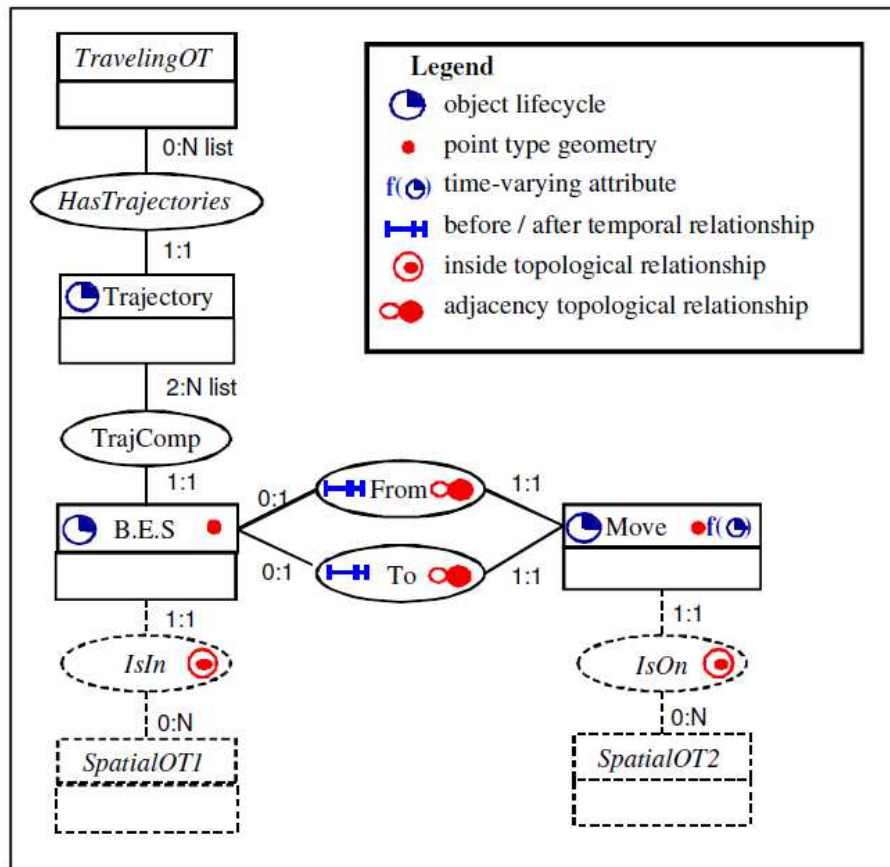 TravelingOT
0:N list
HasTrajectories
1:1
Trajectory
2:N list
TrajComp
1:1
B.E.S
0:1
From
1:1
0:1
To
1:1
Move
f( )
1:1
IsIn
0:N
SpatialOT1
1:1
IsOn
0:N
SpatialOT2
Legend
object lifecycle
point type geometry
f( ) time-varying attribute
before / after temporal relationship
inside topological relationship
adjacency topological relationship